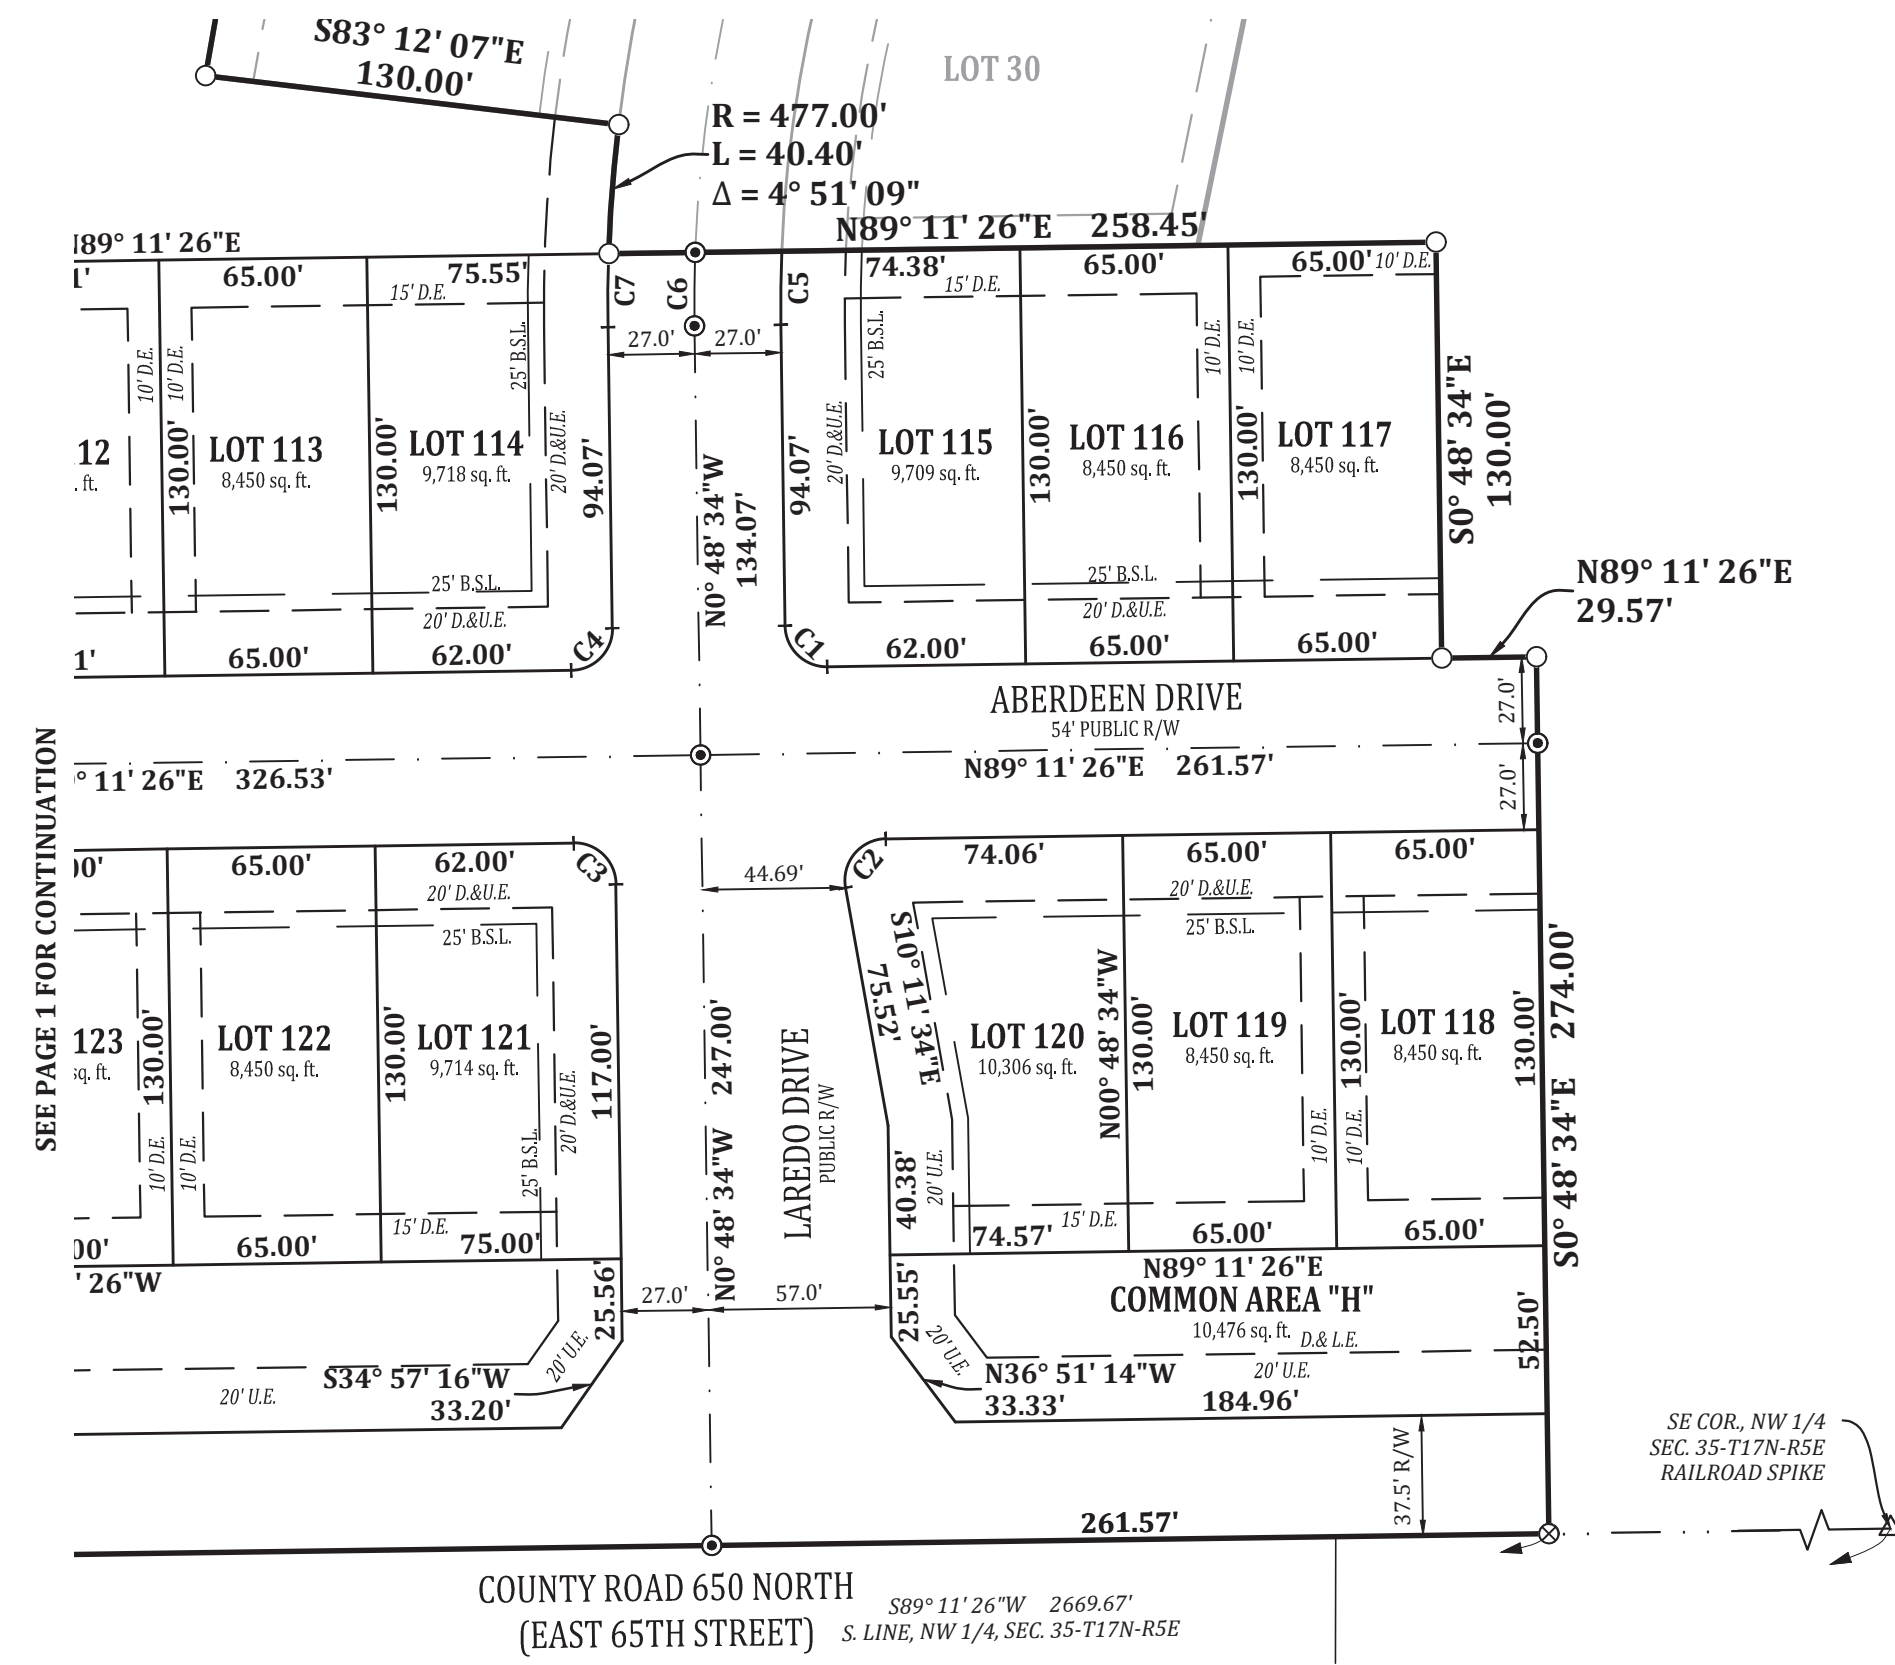 S83° 12' 07"E
130.00'
LOT 30
R = 477.00'
L = 40.40'
Δ = 4° 51' 09"
N89° 11' 26"E 258.45'
N89° 11' 26"E
1'
65.00'
75.55'
15' D.E.
C7
C6
C5
74.38'
15' D.E.
65.00'
65.00'
10' D.E.
27.0'
27.0'
10' D.E.
10' D.E.
25' B.S.L.
25' B.S.L.
10' D.E.
10' D.E.
12
. ft.
130.00'
LOT 113
8,450 sq. ft.
130.00'
LOT 114
9,718 sq. ft.
20' D.&U.E.
94.07'
N0° 48' 34"W
134.07'
94.07'
20' D.&U.E.
LOT 115
9,709 sq. ft.
130.00'
LOT 116
8,450 sq. ft.
130.00'
LOT 117
8,450 sq. ft.
S0° 48' 34"E
130.00'
N89° 11' 26"E
29.57'
25' B.S.L.
20' D.&U.E.
25' B.S.L.
20' D.&U.E.
1'
65.00'
62.00'
C4
C1
62.00'
65.00'
65.00'
ABERDEEN DRIVE
54' PUBLIC R/W
27.0'
27.0'
° 11' 26"E 326.53'
N89° 11' 26"E 261.57'
SEE PAGE 1 FOR CONTINUATION
00'
65.00'
62.00'
C3
44.69'
C2
74.06'
65.00'
65.00'
20' D.&U.E.
25' B.S.L.
20' D.&U.E.
25' B.S.L.
123
sq. ft.
130.00'
LOT 122
8,450 sq. ft.
130.00'
LOT 121
9,714 sq. ft.
117.00'
20' D.&U.E.
25' B.S.L.
N0° 48' 34"W 247.00'
LAREDO DRIVE
PUBLIC R/W
S10° 11' 34"E
75.52'
LOT 120
10,306 sq. ft.
N00° 48' 34"W
130.00'
LOT 119
8,450 sq. ft.
130.00'
LOT 118
8,450 sq. ft.
130.00'
S0° 48' 34"E 274.00'
10' D.E.
10' D.E.
10' D.E.
10' D.E.
40.38'
20' U.E.
00'
65.00'
15' D.E.
75.00'
74.57'
15' D.E.
65.00'
65.00'
' 26"W
25.56'
27.0'
57.0'
25.55'
N89° 11' 26"E
COMMON AREA "H"
10,476 sq. ft.
D.& L.E.
52.50'
20' U.E.
20' U.E.
20' U.E.
S34° 57' 16"W
33.20'
20' U.E.
N36° 51' 14"W
33.33'
184.96'
37.5' R/W
SE COR., NW 1/4
SEC. 35-T17N-R5E
RAILROAD SPIKE
261.57'
COUNTY ROAD 650 NORTH
(EAST 65TH STREET)
S89° 11' 26"W 2669.67'
S. LINE, NW 1/4, SEC. 35-T17N-R5E